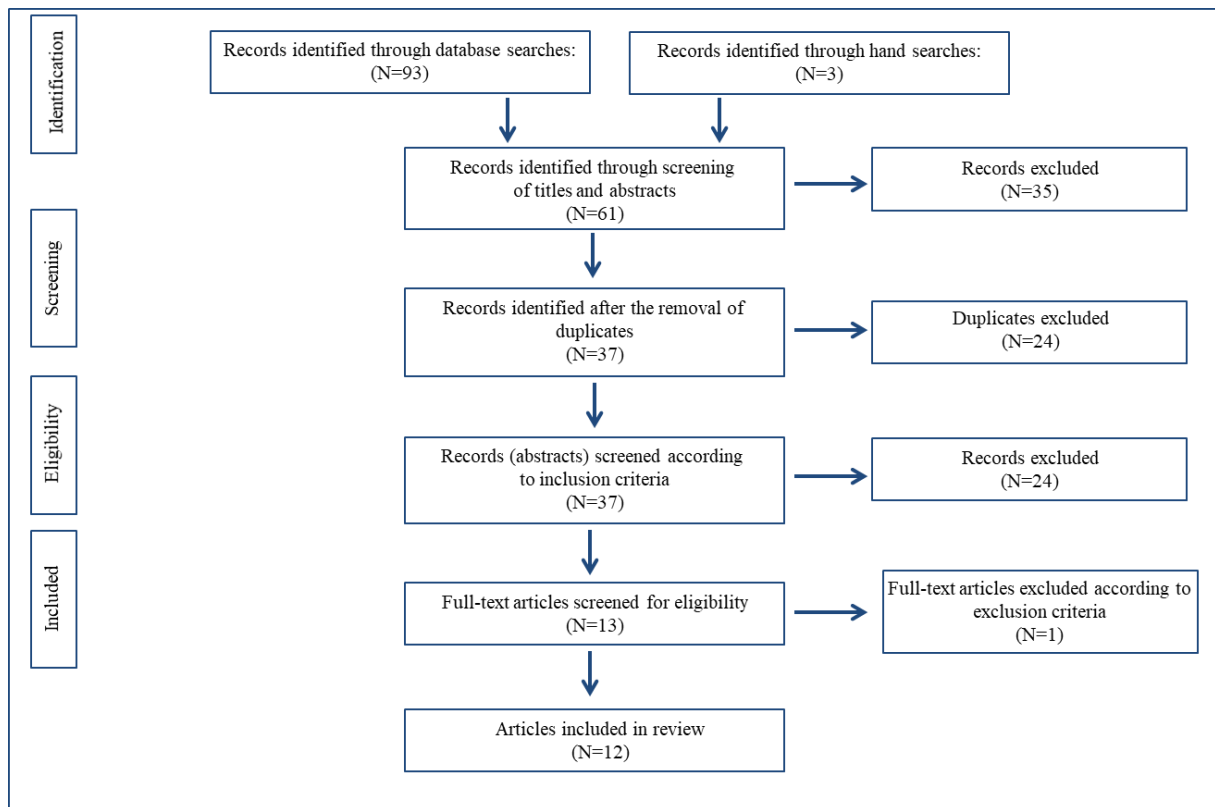 Identification
Records identified through database searches:
(N=93)
Records identified through hand searches:
(N=3)
Records identified through screening
of titles and abstracts
(N=61)
Records excluded
(N=35)
Screening
Records identified after the removal of
duplicates
(N=37)
Duplicates excluded
(N=24)
Eligibility
Records (abstracts) screened according
to inclusion criteria
(N=37)
Records excluded
(N=24)
Included
Full-text articles screened for eligibility
(N=13)
Full-text articles excluded according to
exclusion criteria
(N=1)
Articles included in review
(N=12)